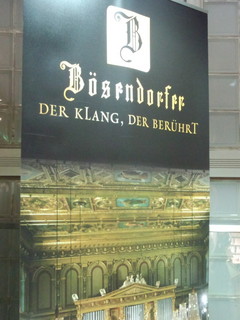 B
Bösendorfer
DER KLANG, DER BERÜHRT